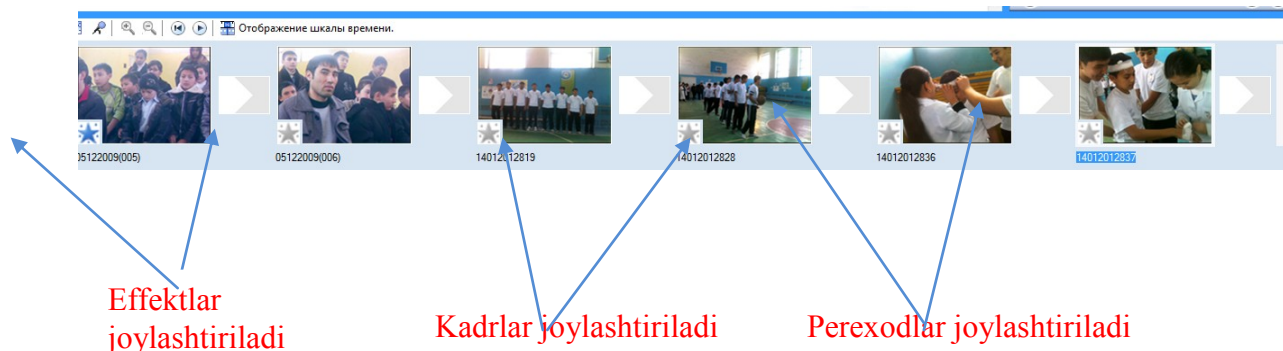 Отображение шкалы времени.
05122009(005) 05122009(006) 14012012819 14012012828 14012012836 14012012837
Effektlar
joylashtiriladi
Kadrlar joylashtiriladi
Perexodlar joylashtiriladi